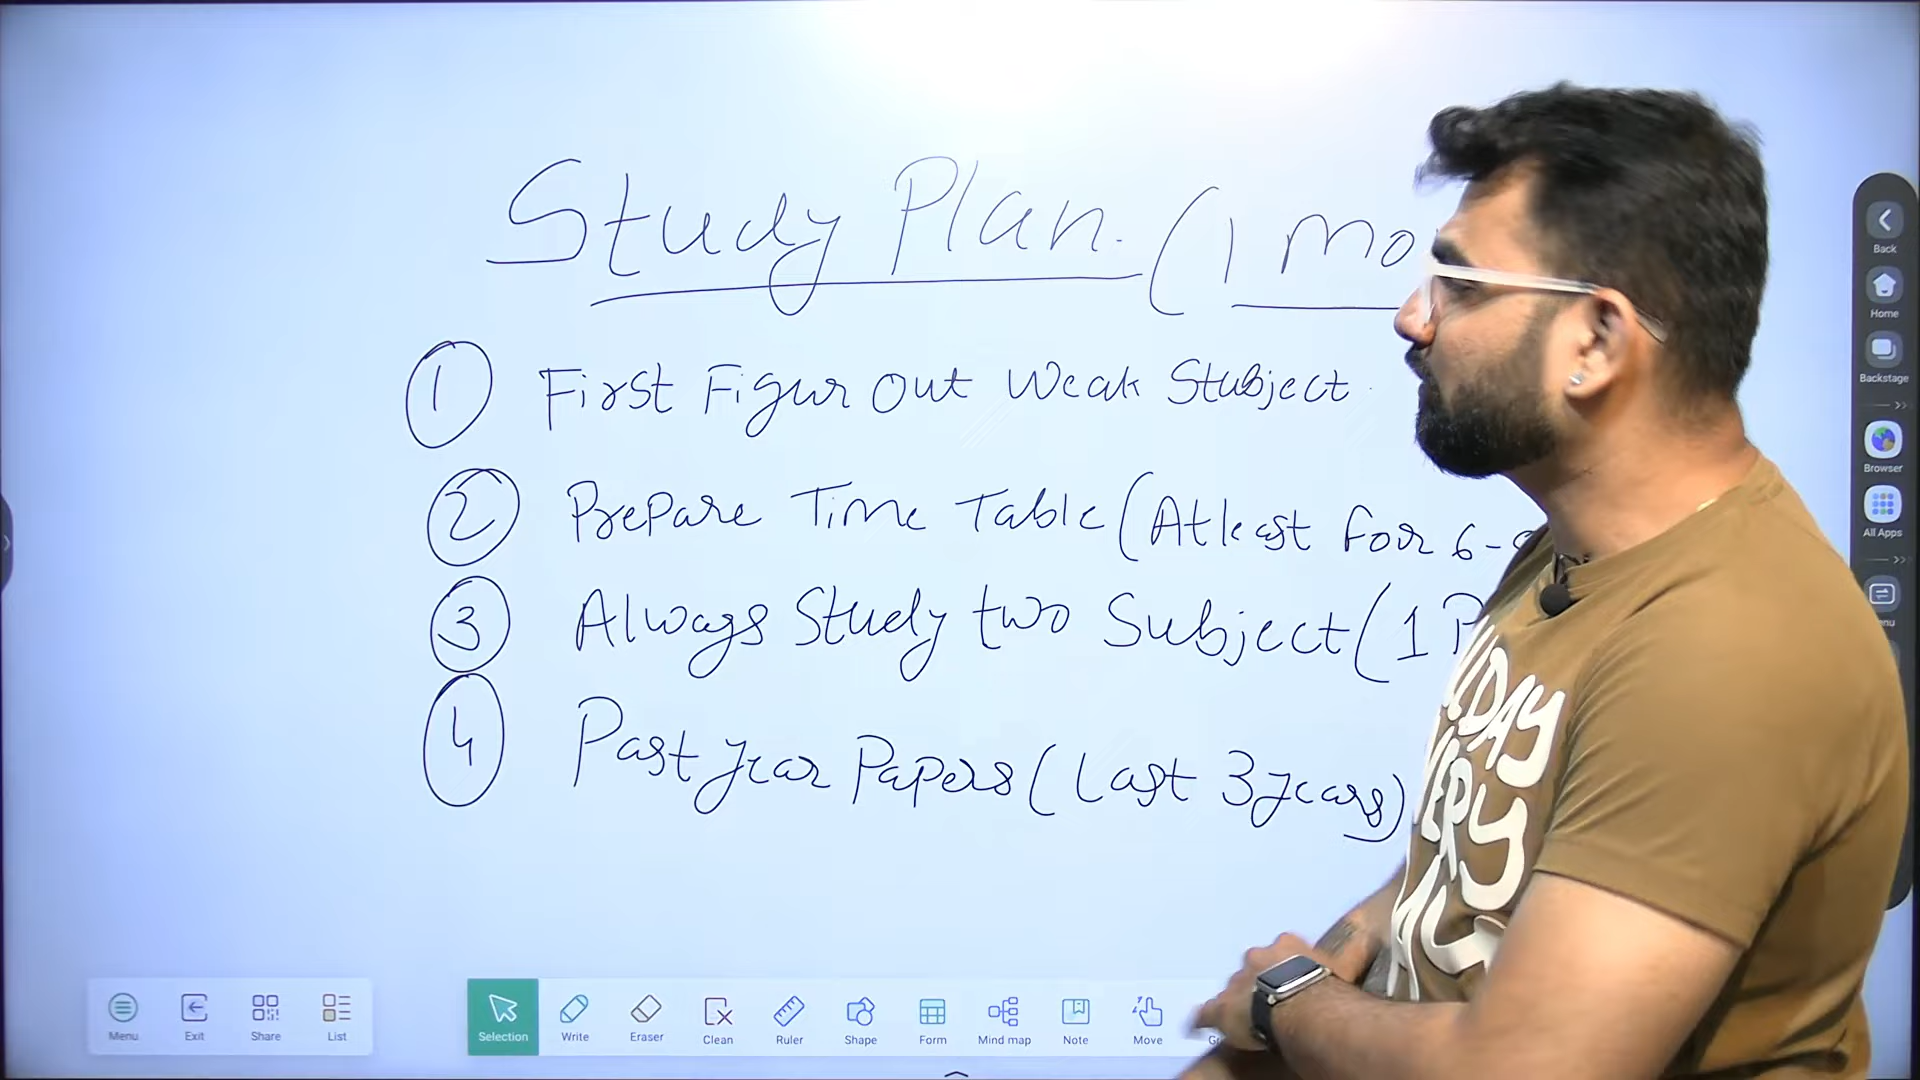 Study Plan. (1 Mo
1 First Figur Out Weak Stubject
2 Prepare Time Table (Atleast For 6-
3 Always Study two Subject (1 P
4 Past year Papers (Last 3 years)
Back
Home
Backstage
Browser
All Apps
Menu Exit Share List
Selection Write Eraser Clean Ruler Shape Form Mind map Note Move